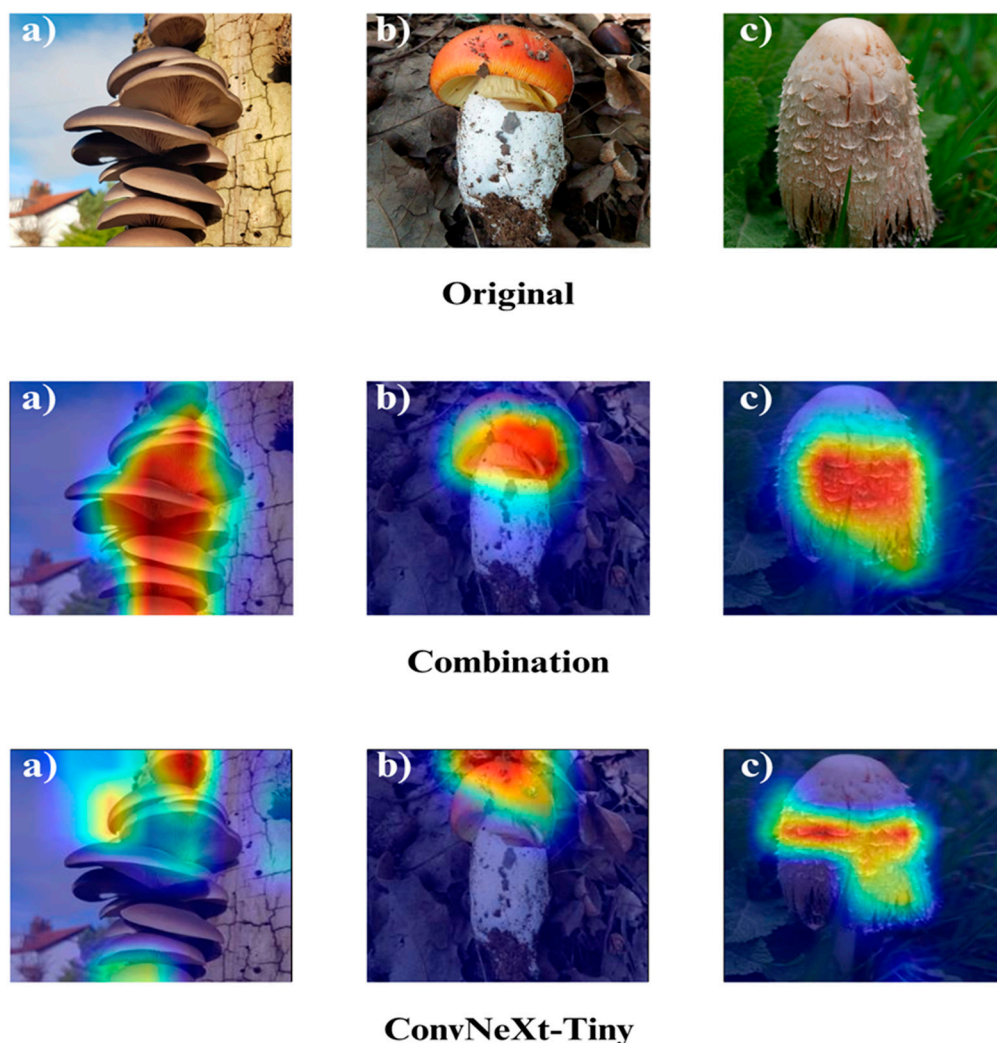 a) b) c)
Original
a) b) c)
Combination
a) b) c)
ConvNeXt-Tiny